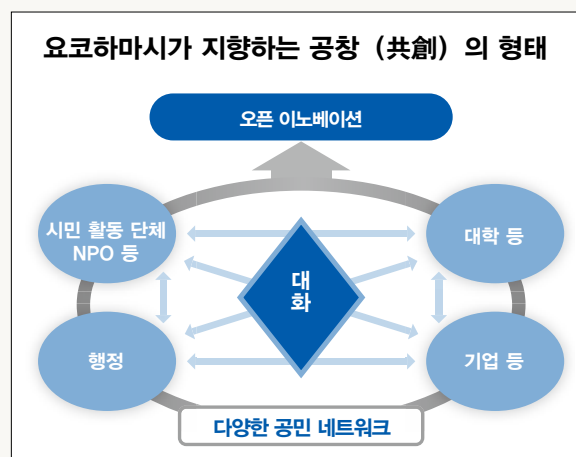 요코하마시가 지향하는 공창（共創）의 형태
오픈 이노베이션
시민 활동 단체
NPO 등
대학 등
대
화
행정
기업 등
다양한 공민 네트워크